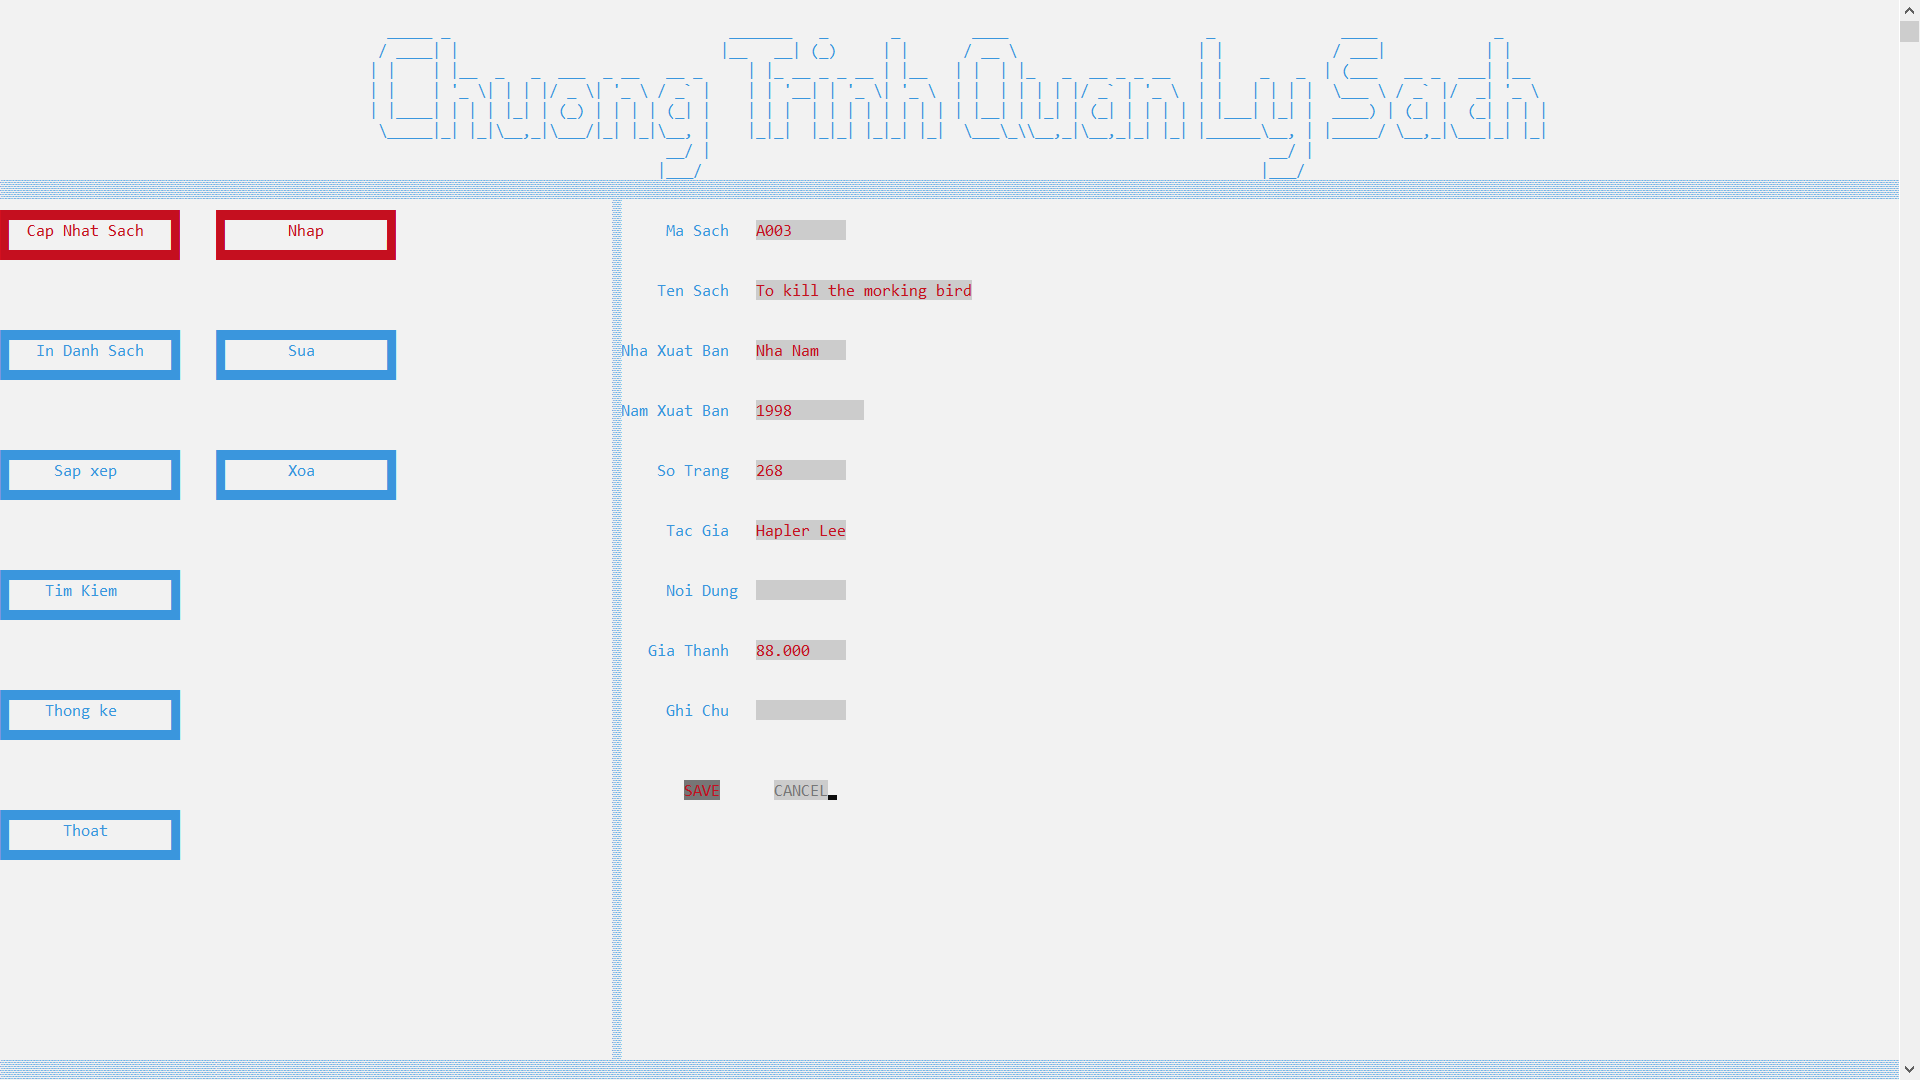 Chuong Trinh Quan Ly Sach
Cap Nhat Sach
Nhap
In Danh Sach
Sua
Sap xep
Xoa
Tim Kiem
Thong ke
Thoat
Ma Sach A003
Ten Sach To kill the morking bird
Nha Xuat Ban Nha Nam
Nam Xuat Ban 1998
So Trang 268
Tac Gia Hapler Lee
Noi Dung
Gia Thanh 88.000
Ghi Chu
SAVE CANCEL